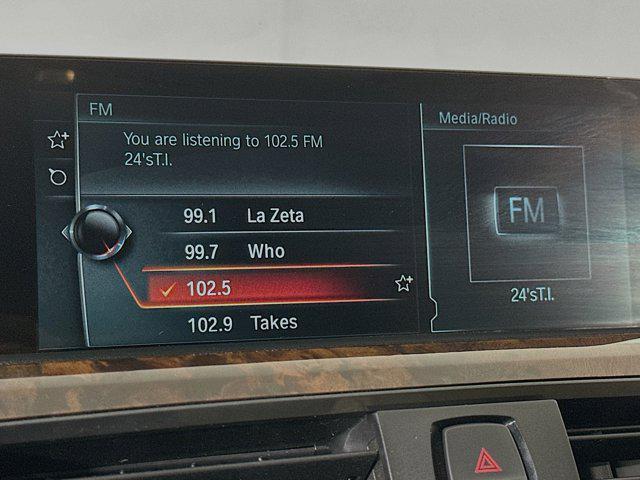 FM
You are listening to 102.5 FM
24'sT.I.
99.1 La Zeta
99.7 Who
102.5
102.9 Takes
Media/Radio
FM
24'sT.I.